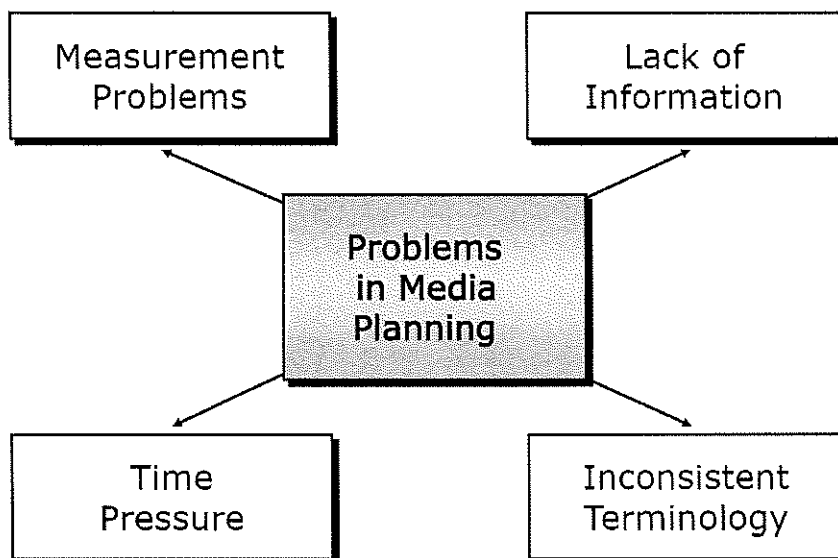 Measurement
Problems
Lack of
Information
Problems
in Media
Planning
Time
Pressure
Inconsistent
Terminology